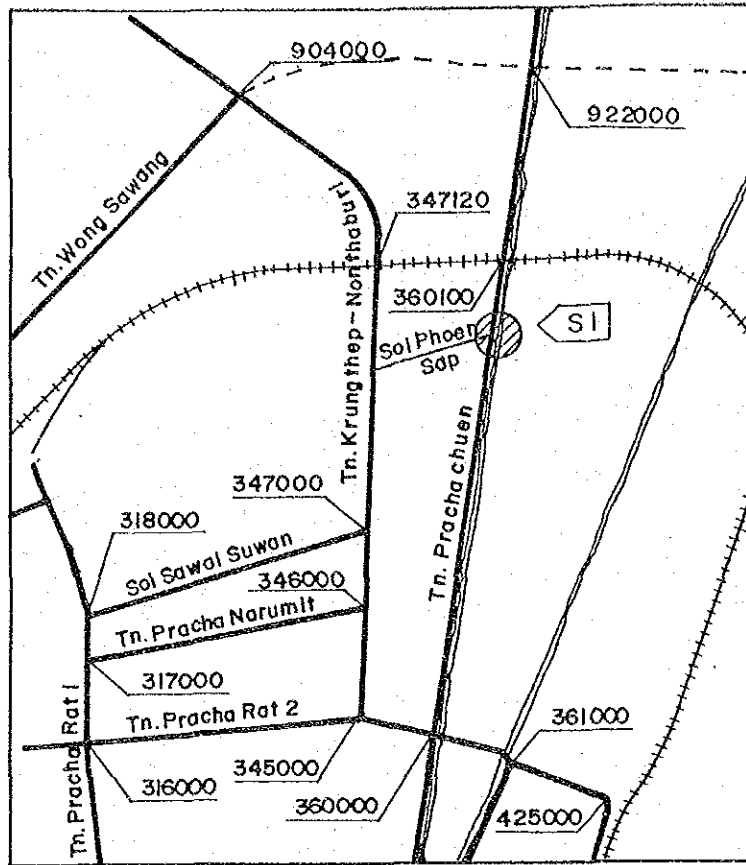 904000
922000
Tn. Wong Sawang
Tn. Krungthep-Nonthaburi
347120
360100
Soi Phoen
Sap
S1
Tn. Prachachuen
347000
318000
Soi Sawai Suwan
346000
Tn. Pracha Narumit
317000
Tn. Pracha Rat 2
Tn. Pracha Rat 1
361000
345000
316000
360000
425000